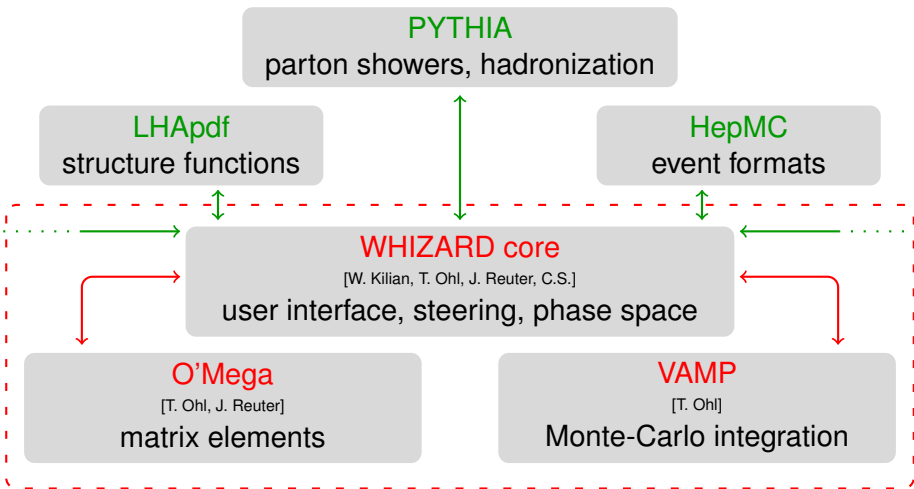 PYTHIA
parton showers, hadronization
LHApdf
structure functions
HepMC
event formats
WHIZARD core
[W. Kilian, T. Ohl, J. Reuter, C.S.]
user interface, steering, phase space
O'Mega
[T. Ohl, J. Reuter]
matrix elements
VAMP
[T. Ohl]
Monte-Carlo integration